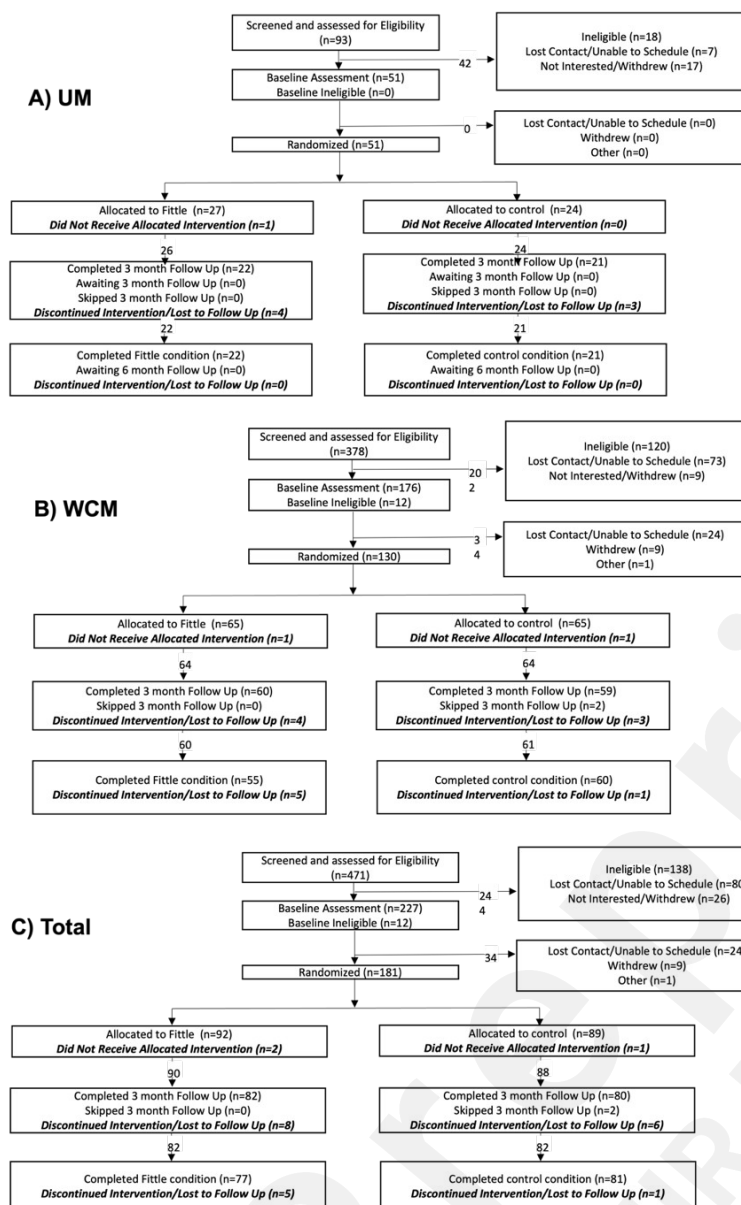 Screened and assessed for Eligibility
(n=93)
Ineligible (n=18)
Lost Contact/Unable to Schedule (n=7)
Not Interested/Withdrew (n=17)
42
Baseline Assessment (n=51)
Baseline Ineligible (n=0)
A) UM
Lost Contact/Unable to Schedule (n=0)
Withdrew (n=0)
Other (n=0)
0
Randomized (n=51)
Allocated to Fittle (n=27)
Did Not Receive Allocated Intervention (n=1)
Allocated to control (n=24)
Did Not Receive Allocated Intervention (n=0)
26
24
Completed 3 month Follow Up (n=22)
Awaiting 3 month Follow Up (n=0)
Skipped 3 month Follow Up (n=0)
Discontinued Intervention/Lost to Follow Up (n=4)
Completed 3 month Follow Up (n=21)
Awaiting 3 month Follow Up (n=0)
Skipped 3 month Follow Up (n=0)
Discontinued Intervention/Lost to Follow Up (n=3)
22
21
Completed Fittle condition (n=22)
Awaiting 6 month Follow Up (n=0)
Discontinued Intervention/Lost to Follow Up (n=0)
Completed control condition (n=21)
Awaiting 6 month Follow Up (n=0)
Discontinued Intervention/Lost to Follow Up (n=0)
Screened and assessed for Eligibility
(n=378)
Ineligible (n=120)
Lost Contact/Unable to Schedule (n=73)
Not Interested/Withdrew (n=9)
20
2
Baseline Assessment (n=176)
Baseline Ineligible (n=12)
B) WCM
Lost Contact/Unable to Schedule (n=24)
Withdrew (n=9)
Other (n=1)
3
4
Randomized (n=130)
Allocated to Fittle (n=65)
Did Not Receive Allocated Intervention (n=1)
Allocated to control (n=65)
Did Not Receive Allocated Intervention (n=1)
64
64
Completed 3 month Follow Up (n=60)
Skipped 3 month Follow Up (n=0)
Discontinued Intervention/Lost to Follow Up (n=4)
Completed 3 month Follow Up (n=59)
Skipped 3 month Follow Up (n=2)
Discontinued Intervention/Lost to Follow Up (n=3)
60
61
Completed Fittle condition (n=55)
Discontinued Intervention/Lost to Follow Up (n=5)
Completed control condition (n=60)
Discontinued Intervention/Lost to Follow Up (n=1)
Screened and assessed for Eligibility
(n=471)
Ineligible (n=138)
Lost Contact/Unable to Schedule (n=80
Not Interested/Withdrew (n=26)
24
4
Baseline Assessment (n=227)
Baseline Ineligible (n=12)
C) Total
Lost Contact/Unable to Schedule (n=24
Withdrew (n=9)
Other (n=1)
34
Randomized (n=181)
Allocated to Fittle (n=92)
Did Not Receive Allocated Intervention (n=2)
Allocated to control (n=89)
Did Not Receive Allocated Intervention (n=1)
90
88
Completed 3 month Follow Up (n=82)
Skipped 3 month Follow Up (n=0)
Discontinued Intervention/Lost to Follow Up (n=8)
Completed 3 month Follow Up (n=80)
Skipped 3 month Follow Up (n=2)
Discontinued Intervention/Lost to Follow Up (n=6)
82
82
Completed Fittle condition (n=77)
Discontinued Intervention/Lost to Follow Up (n=5)
Completed control condition (n=81)
Discontinued Intervention/Lost to Follow Up (n=1)